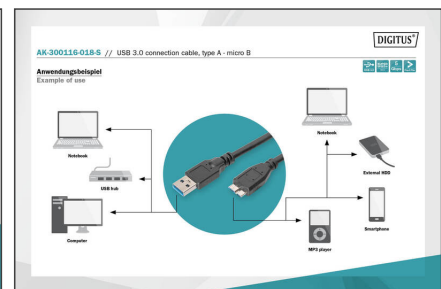 DIGITUS®
AK-300116-018-S // USB 3.0 connection cable, type A - micro B
Anwendungsbeispiel
Example of use
Notebook
USB hub
Computer
Notebook
External HDD
Smartphone
MP3 player